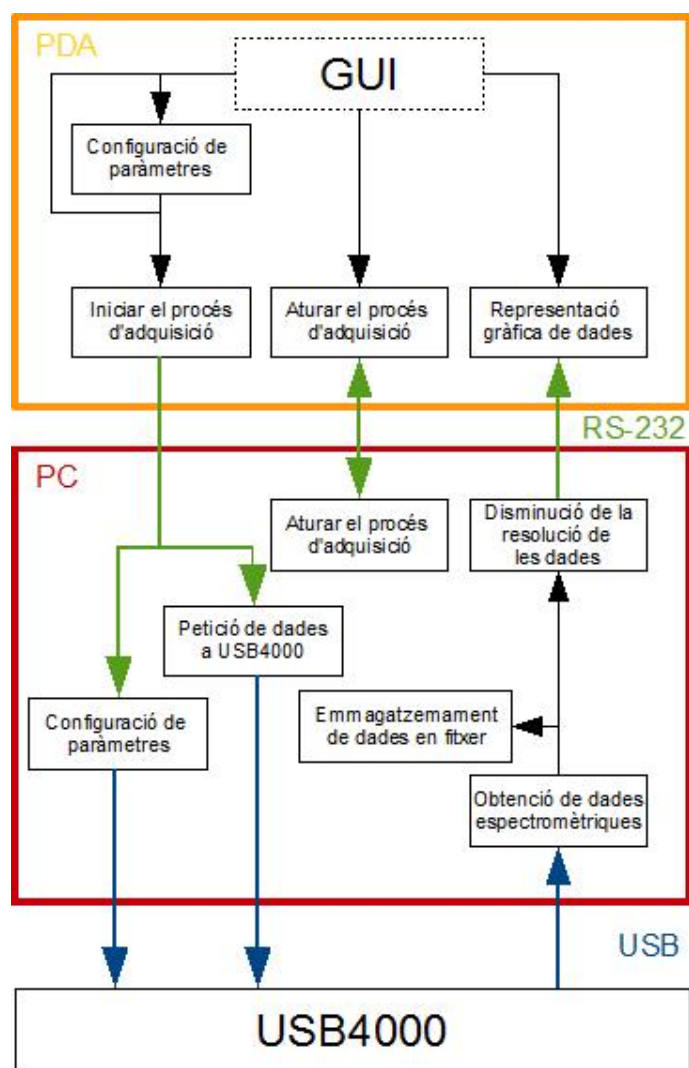 PDA
GUI
Configuració de
paràmetres
Iniciar el procés
d'adquisició
Aturar el procés
d'adquisició
Representació
gràfica de dades
RS-232
PC
Aturar el procés
d'adquisició
Disminució de la
resolució de
les dades
Petició de dades
a USB4000
Configuració de
paràmetres
Emmagatzemament
de dades en fitxer
Obtenció de dades
espectromètriques
USB
USB4000